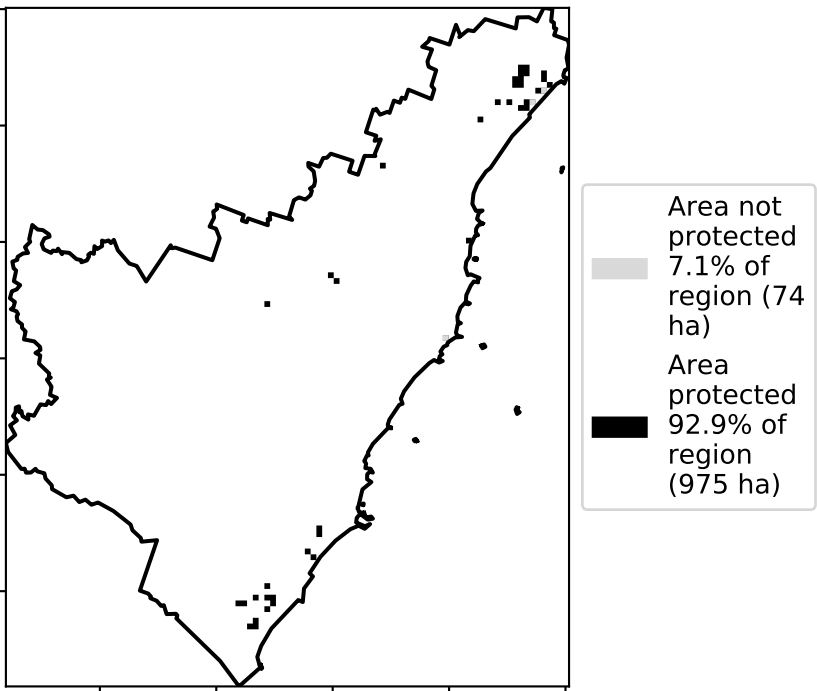 Area not
protected
7.1% of
region (74
ha)
Area
protected
92.9% of
region
(975 ha)